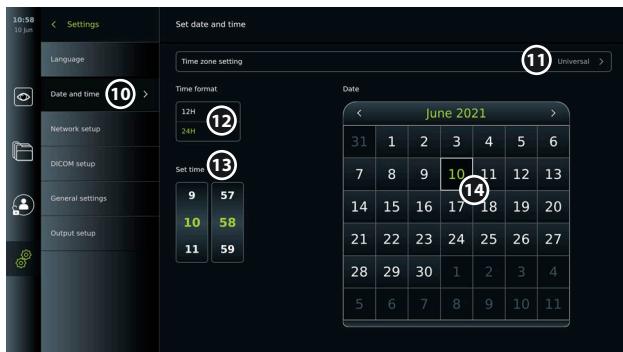 10:58
10 Jun
Settings
Set date and time
Language
Date and time 10
Network setup
DICOM setup
General settings
Output setup
Time zone setting 11 Universal
Time format
12H
24H
12
Set time 13
9 57
10 58
11 59
Date
June 2021
31 1 2 3 4 5 6
7 8 9 10 11 12 13
14
14 15 16 17 18 19 20
21 22 23 24 25 26 27
28 29 30 1 2 3 4
5 6 7 8 9 10 11